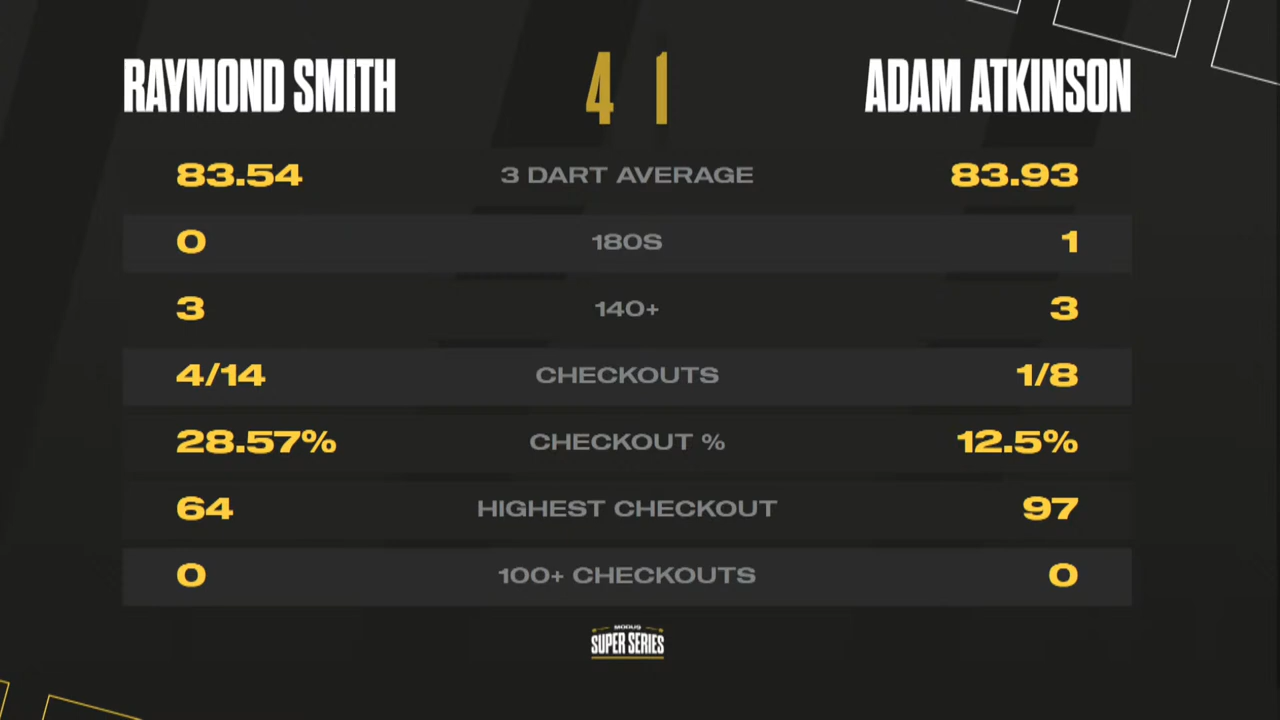 RAYMOND SMITH 4 1 ADAM ATKINSON
83.54 3 DART AVERAGE 83.93
0 180S 1
3 140+ 3
4/14 CHECKOUTS 1/8
28.57% CHECKOUT % 12.5%
64 HIGHEST CHECKOUT 97
0 100+ CHECKOUTS 0
MODUS
SUPER SERIES